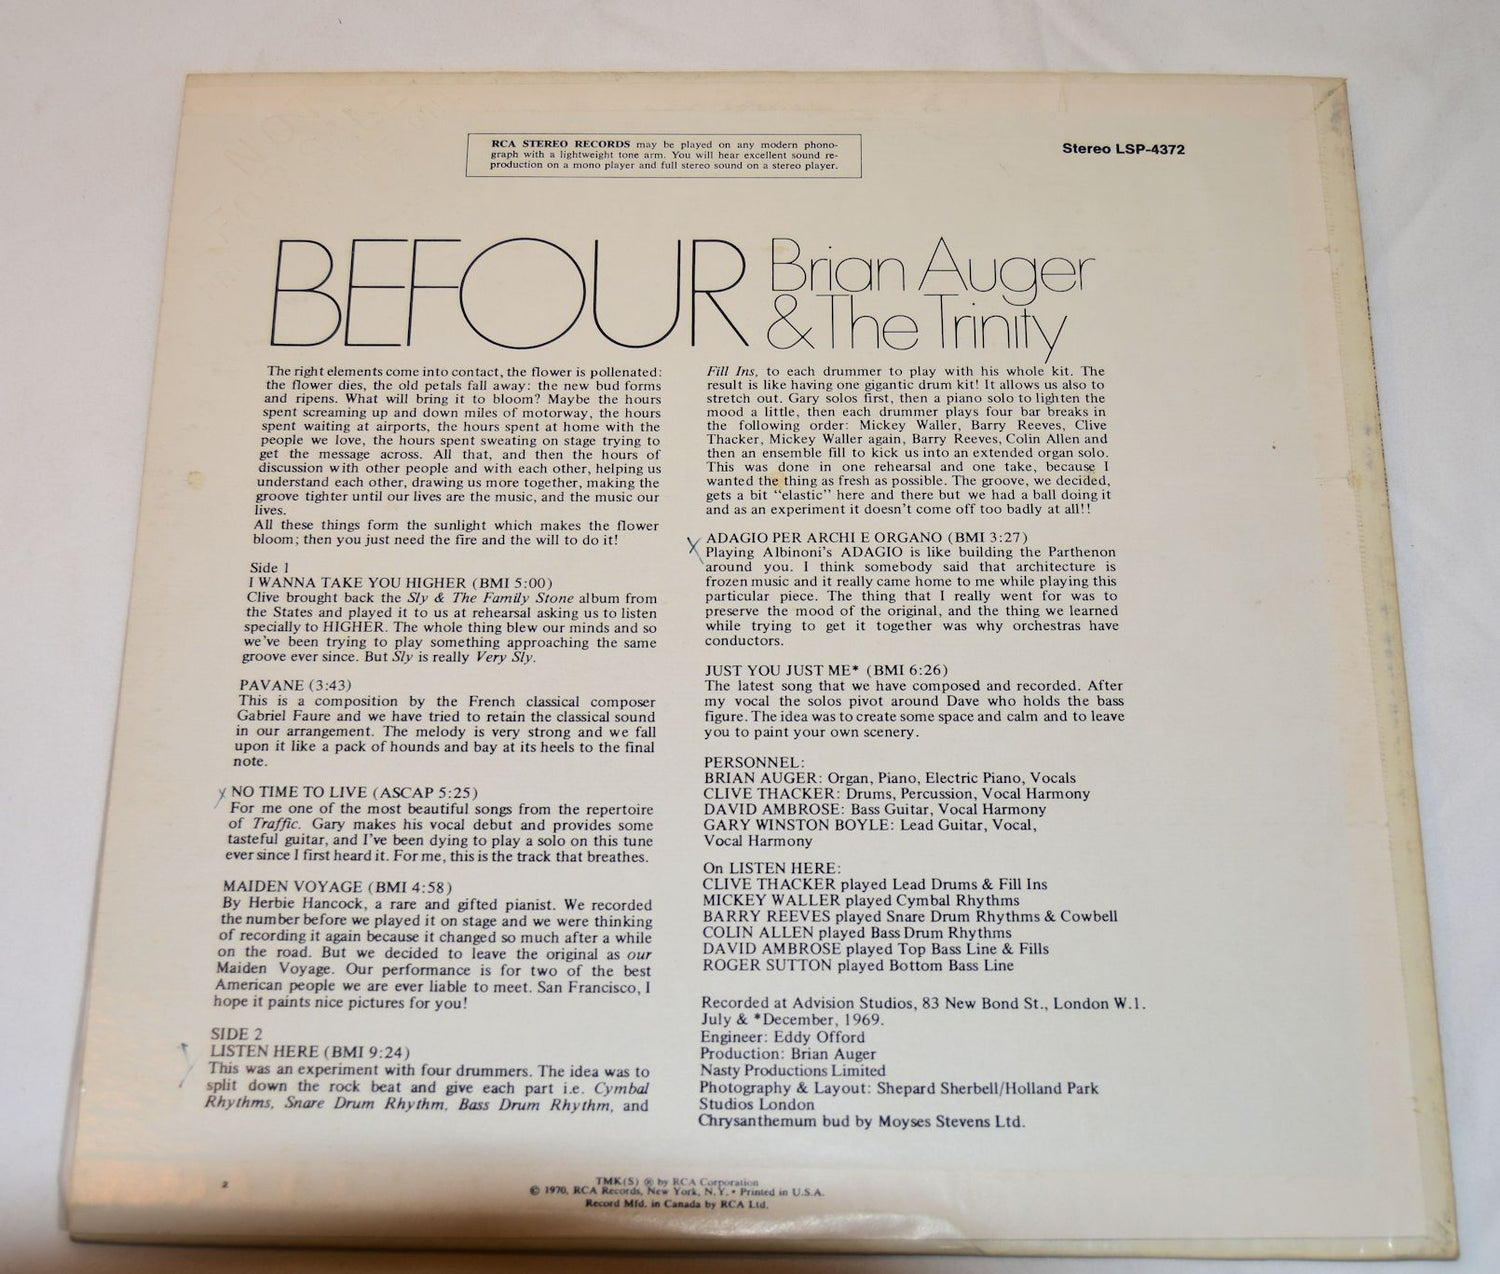 RCA STEREO RECORDS may be played on any modern phono-
graph with a lightweight tone arm. You will hear excellent sound re-
production on a mono player and full stereo sound on a stereo player.
Stereo LSP-4372
BEFOUR Brian Auger
& The Trinity
The right elements come into contact, the flower is pollenated:
the flower dies, the old petals fall away: the new bud forms
and ripens. What will bring it to bloom? Maybe the hours
spent screaming up and down miles of motorway, the hours
spent waiting at airports, the hours spent at home with the
people we love, the hours spent sweating on stage trying to
get the message across. All that, and then the hours of
discussion with other people and with each other, helping us
understand each other, drawing us more together, making the
groove tighter until our lives are the music, and the music our
lives.
All these things form the sunlight which makes the flower
bloom; then you just need the fire and the will to do it!
Side 1
I WANNA TAKE YOU HIGHER (BMI 5:00)
Clive brought back the Sly & The Family Stone album from
the States and played it to us at rehearsal asking us to listen
specially to HIGHER. The whole thing blew our minds and so
we've been trying to play something approaching the same
groove ever since. But Sly is really Very Sly.
PAVANE (3:43)
This is a composition by the French classical composer
Gabriel Faure and we have tried to retain the classical sound
in our arrangement. The melody is very strong and we fall
upon it like a pack of hounds and bay at its heels to the final
note.
NO TIME TO LIVE (ASCAP 5:25)
For me one of the most beautiful songs from the repertoire
of Traffic. Gary makes his vocal debut and provides some
tasteful guitar, and I've been dying to play a solo on this tune
ever since I first heard it. For me, this is the track that breathes.
MAIDEN VOYAGE (BMI 4:58)
By Herbie Hancock, a rare and gifted pianist. We recorded
the number before we played it on stage and we were thinking
of recording it again because it changed so much after a while
on the road. But we decided to leave the original as our
Maiden Voyage. Our performance is for two of the best
American people we are ever liable to meet. San Francisco, I
hope it paints nice pictures for you!
SIDE 2
LISTEN HERE (BMI 9:24)
This was an experiment with four drummers. The idea was to
split down the rock beat and give each part i.e. Cymbal
Rhythms, Snare Drum Rhythm, Bass Drum Rhythm, and
Fill Ins, to each drummer to play with his whole kit. The
result is like having one gigantic drum kit! It allows us also to
stretch out. Gary solos first, then a piano solo to lighten the
mood a little, then each drummer plays four bar breaks in
the following order: Mickey Waller, Barry Reeves, Clive
Thacker, Mickey Waller again, Barry Reeves, Colin Allen and
then an ensemble fill to kick us into an extended organ solo.
This was done in one rehearsal and one take, because I
wanted the thing as fresh as possible. The groove, we decided,
gets a bit "elastic" here and there but we had a ball doing it
and as an experiment it doesn't come off too badly at all!!
ADAGIO PER ARCHI E ORGANO (BMI 3:27)
Playing Albinoni's ADAGIO is like building the Parthenon
around you. I think somebody said that architecture is
frozen music and it really came home to me while playing this
particular piece. The thing that I really went for was to
preserve the mood of the original, and the thing we learned
while trying to get it together was why orchestras have
conductors.
JUST YOU JUST ME* (BMI 6:26)
The latest song that we have composed and recorded. After
my vocal the solos pivot around Dave who holds the bass
figure. The idea was to create some space and calm and to leave
you to paint your own scenery.
PERSONNEL:
BRIAN AUGER: Organ, Piano, Electric Piano, Vocals
CLIVE THACKER: Drums, Percussion, Vocal Harmony
DAVID AMBROSE: Bass Guitar, Vocal Harmony
GARY WINSTON BOYLE: Lead Guitar, Vocal,
Vocal Harmony
On LISTEN HERE:
CLIVE THACKER played Lead Drums & Fill Ins
MICKEY WALLER played Cymbal Rhythms
BARRY REEVES played Snare Drum Rhythms & Cowbell
COLIN ALLEN played Bass Drum Rhythms
DAVID AMBROSE played Top Bass Line & Fills
ROGER SUTTON played Bottom Bass Line
Recorded at Advision Studios, 83 New Bond St., London W.1.
July & *December, 1969.
Engineer: Eddy Offord
Production: Brian Auger
Nasty Productions Limited
Photography & Layout: Shepard Sherbell/Holland Park
Studios London
Chrysanthemum bud by Moyses Stevens Ltd.
2
TMK(S) ® by RCA Corporation
© 1970, RCA Records, New York, N.Y. • Printed in U.S.A.
Record Mfd. in Canada by RCA Ltd.